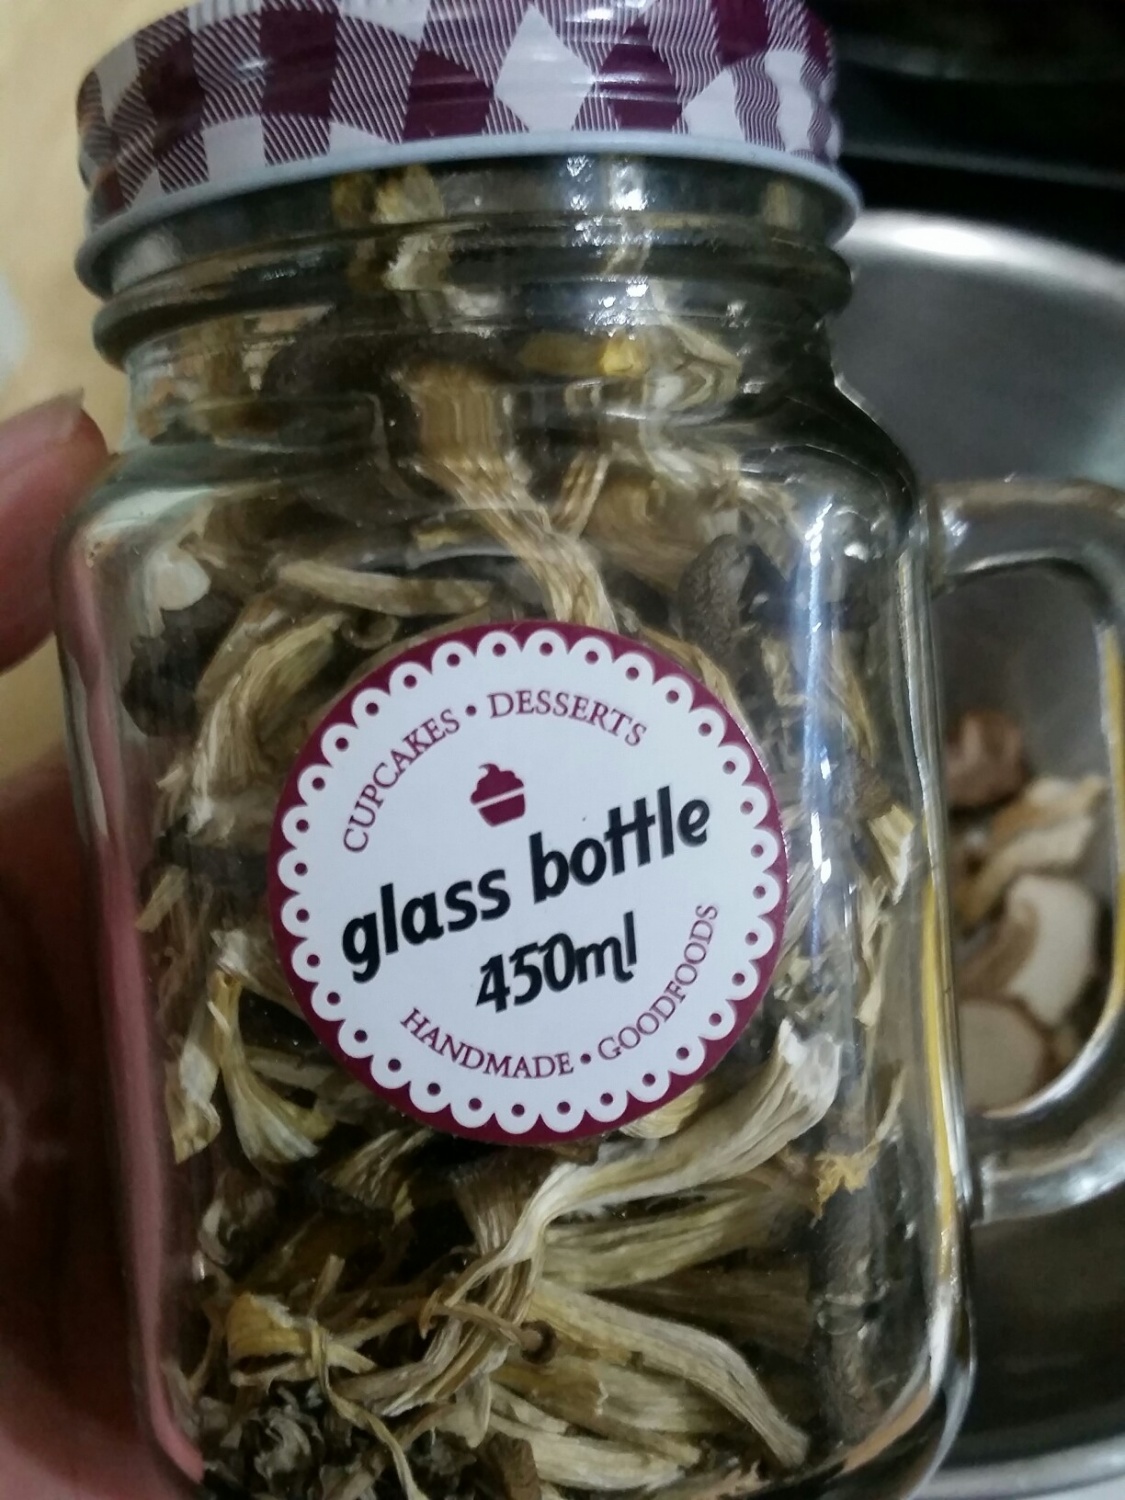 CUPCAKES • DESSERTS
glass bottle
450ml
HANDMADE • GOODFOODS